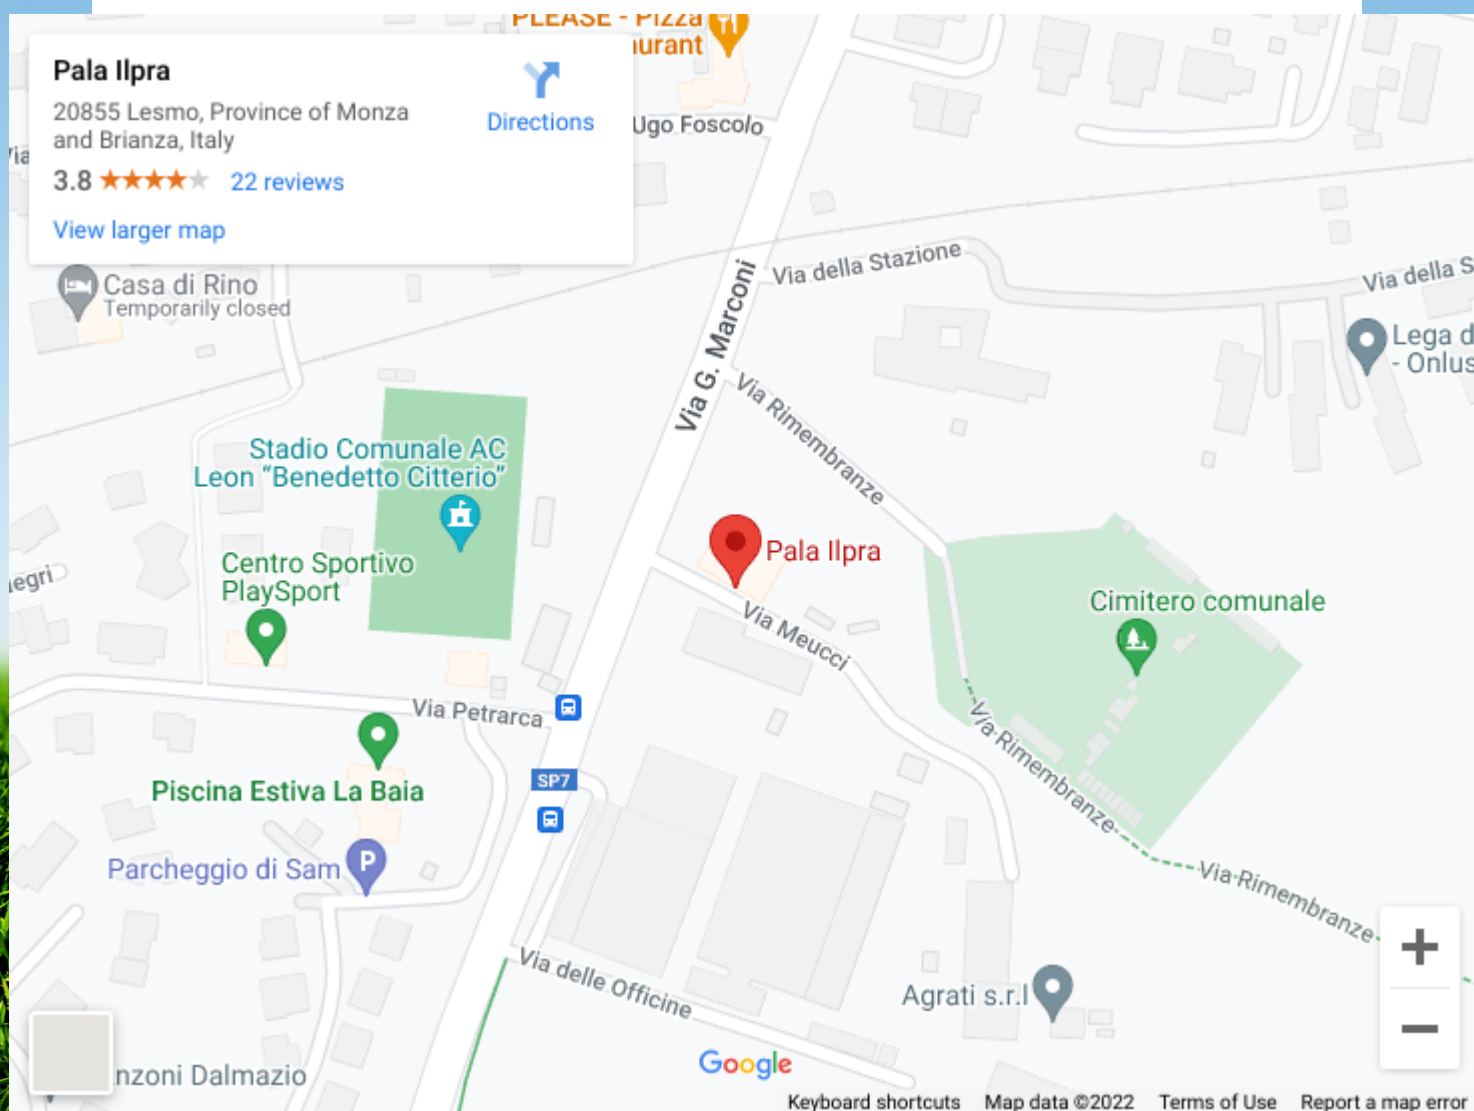 PLEASE - Pizza
Pala Ilpra
20855 Lesmo, Province of Monza
and Brianza, Italy
3.8
22 reviews
Directions
View larger map
Ugo Foscolo
Via della Stazione
Via della S
Via G. Marconi
Casa di Rino
Temporarily closed
Lega d
- Onlus
Via Rimembranze
Stadio Comunale AC
Leon “Benedetto Citterio”
Pala Ilpra
Centro Sportivo
PlaySport
Cimitero comunale
Via Meucci
Via Petrarca
Via Rimembranze
SP7
Piscina Estiva La Baia
Parcheggio di Sam
P
Via Rimembranze
Via delle Officine
Agrati s.r.l
nzoni Dalmazio
Google
Keyboard shortcuts
Map data ©2022
Terms of Use
Report a map error